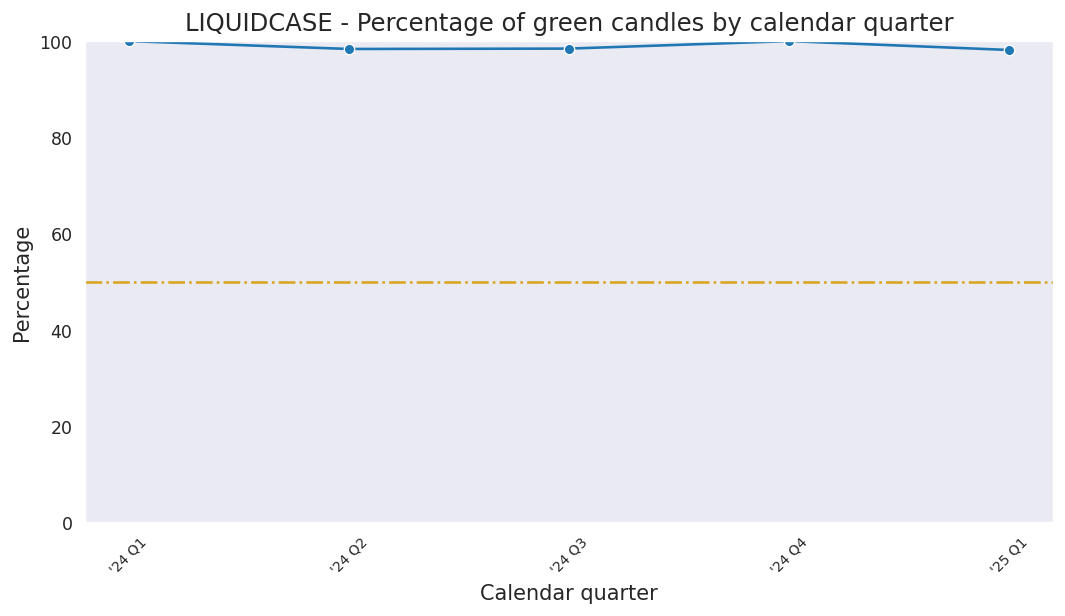 LIQUIDCASE - Percentage of green candles by calendar quarter
Percentage
100
80
60
40
20
0
'24 Q1
'24 Q2
'24 Q3
'24 Q4
'25 Q1
Calendar quarter